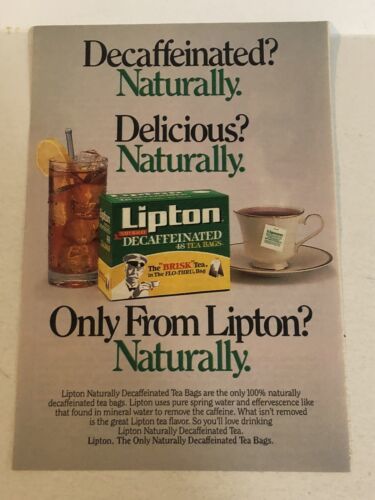 Decaffeinated?
Naturally.
Delicious?
Naturally.
Lipton
Lipton
NATURALLY
DECAFFEINATED
48 TEA BAGS
The "BRISK" Tea
in The FLO-THRU Bag
Only From Lipton?
Naturally.
Lipton Naturally Decaffeinated Tea Bags are the only 100% naturally
decaffeinated tea bags. Lipton uses pure spring water and effervescence like
that found in mineral water to remove the caffeine. What isn't removed
is the great Lipton tea flavor. So you'll love drinking
Lipton Naturally Decaffeinated Tea.
Lipton. The Only Naturally Decaffeinated Tea Bags.